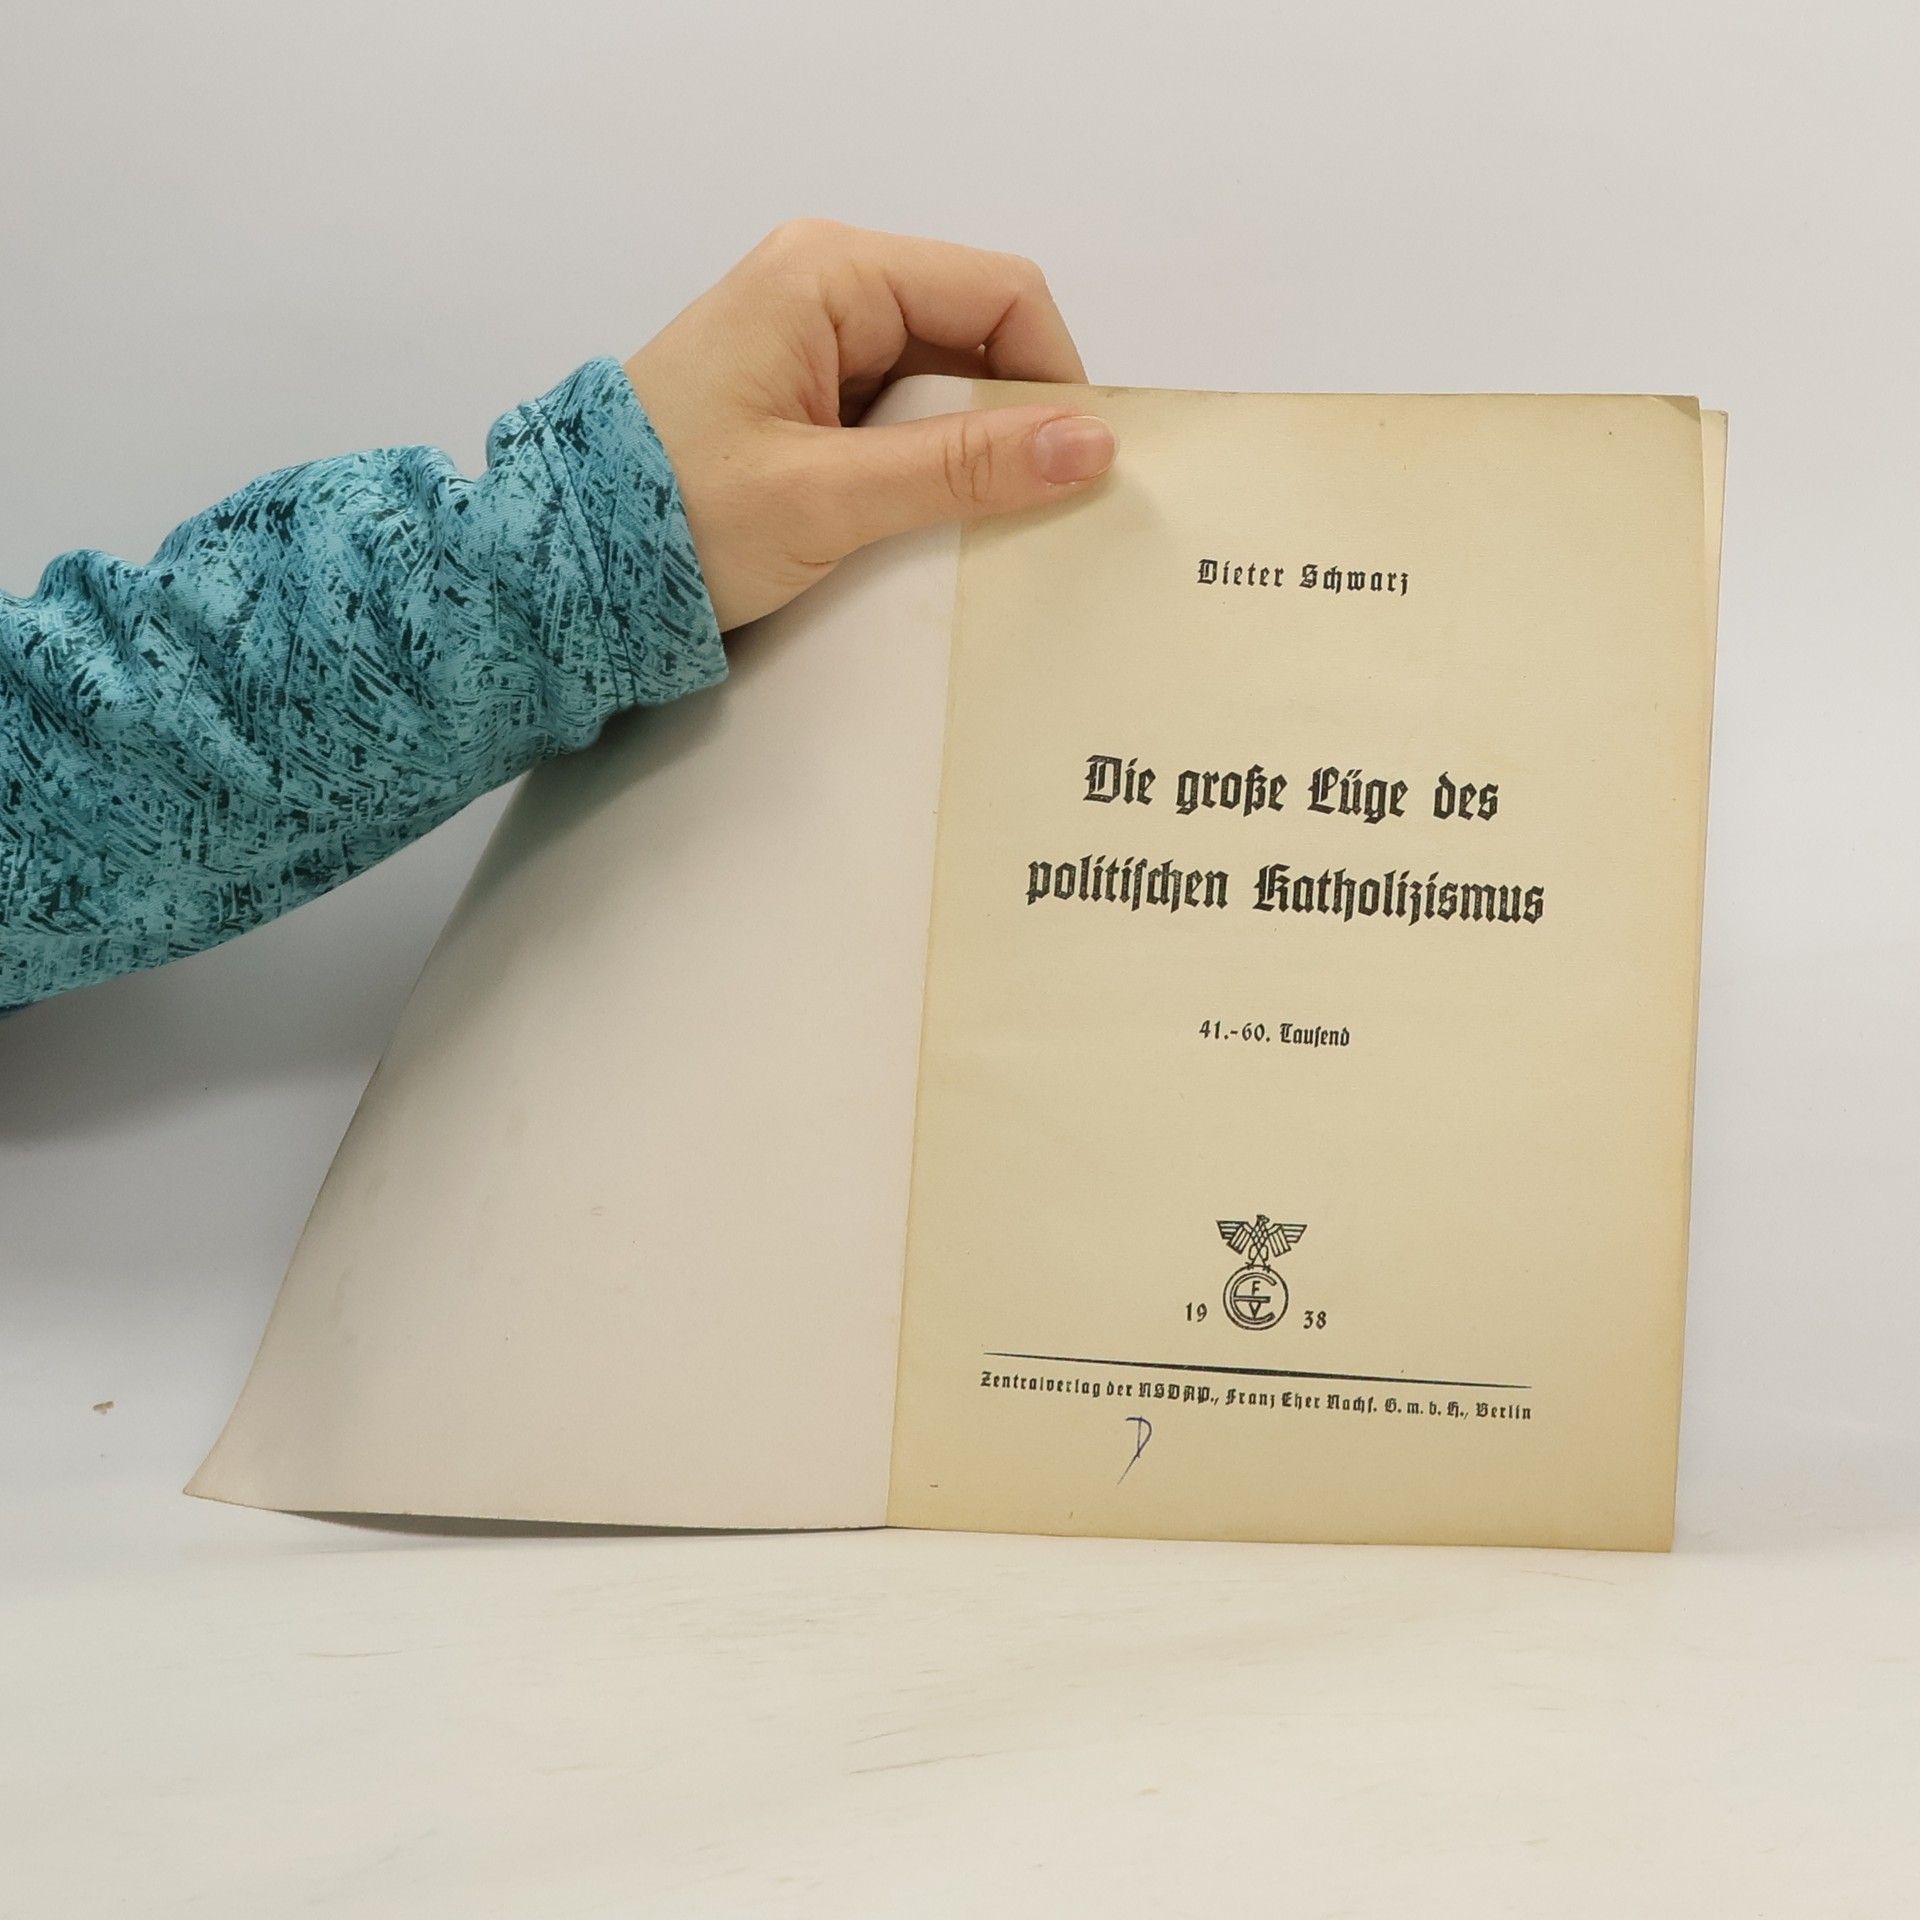 Dieter Schwarz
Die große Lüge des
politischen Katholizismus
41.-60. Tausend
F
V
19 38
Zentralverlag der NSDAP., Franz Eher Nachf. G. m. b. H., Berlin
D